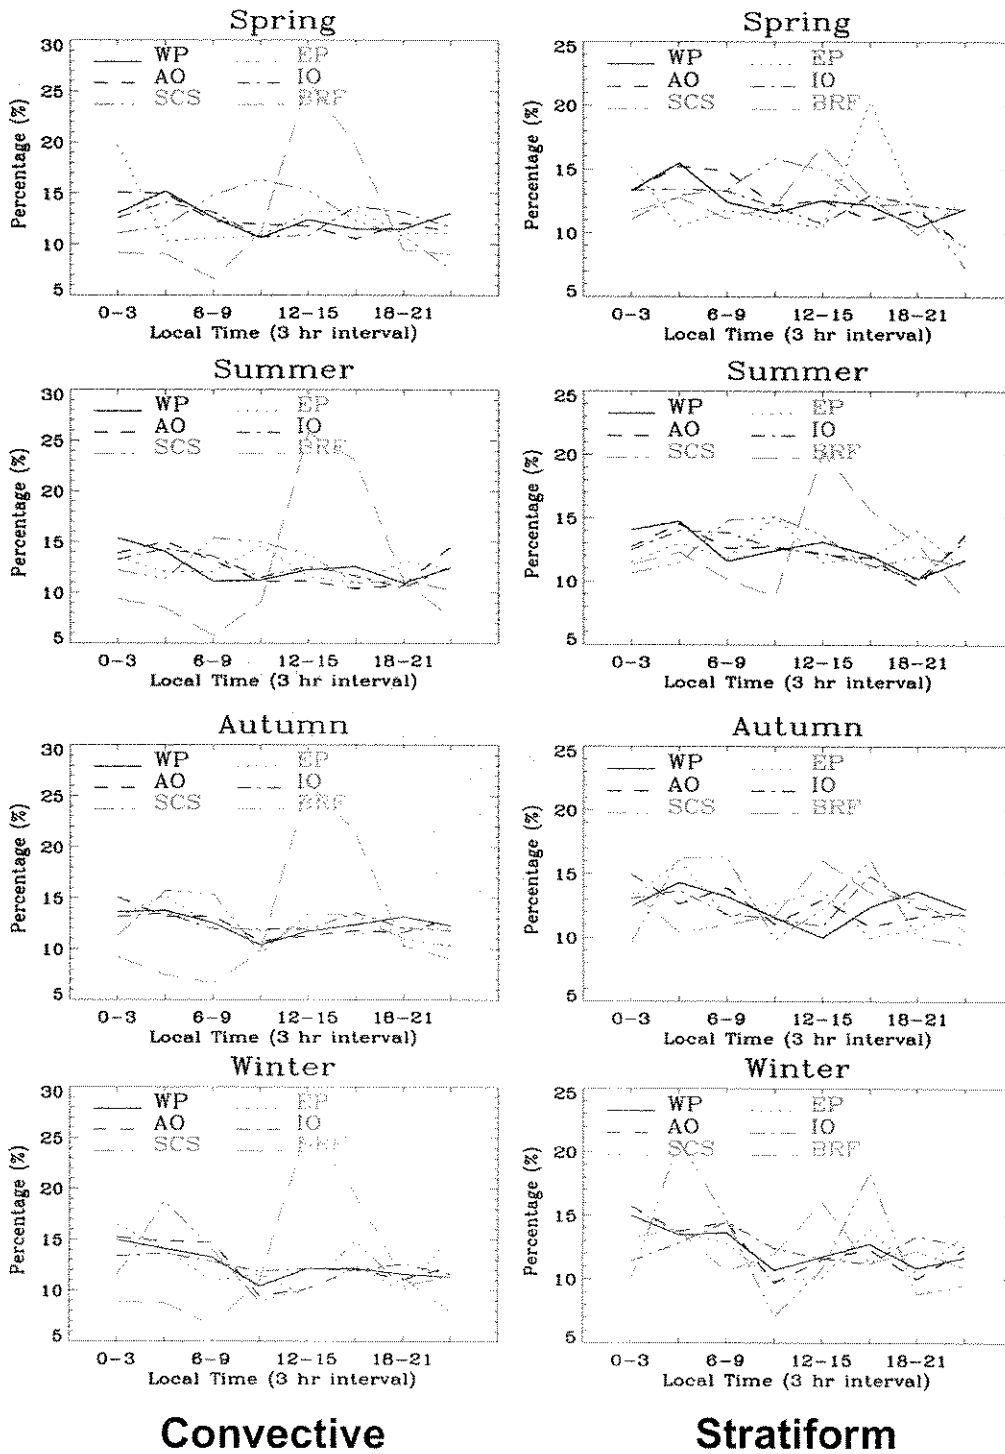 Spring
Percentage (%)
30
25
20
15
10
5
WP
AO
SCS
EP
IO
BRF
0-3
6-9
12-15
18-21
Local Time (3 hr interval)
Spring
Percentage (%)
25
20
15
10
5
WP
AO
SCS
EP
IO
BRF
0-3
6-9
12-15
18-21
Local Time (3 hr interval)
Summer
Percentage (%)
30
25
20
15
10
5
WP
AO
SCS
EP
IO
BRF
0-3
6-9
12-15
18-21
Local Time (3 hr interval)
Summer
Percentage (%)
25
20
15
10
5
WP
AO
SCS
EP
IO
BRF
0-3
6-9
12-15
18-21
Local Time (3 hr interval)
Autumn
Percentage (%)
30
25
20
15
10
5
WP
AO
SCS
EP
IO
BRF
0-3
6-9
12-15
18-21
Local Time (3 hr interval)
Autumn
Percentage (%)
25
20
15
10
5
WP
AO
SCS
EP
IO
BRF
0-3
6-9
12-15
18-21
Local Time (3 hr interval)
Winter
Percentage (%)
30
25
20
15
10
5
WP
AO
SCS
EP
IO
BRF
0-3
6-9
12-15
18-21
Local Time (3 hr interval)
Winter
Percentage (%)
25
20
15
10
5
WP
AO
SCS
EP
IO
BRF
0-3
6-9
12-15
18-21
Local Time (3 hr interval)
Convective
Stratiform